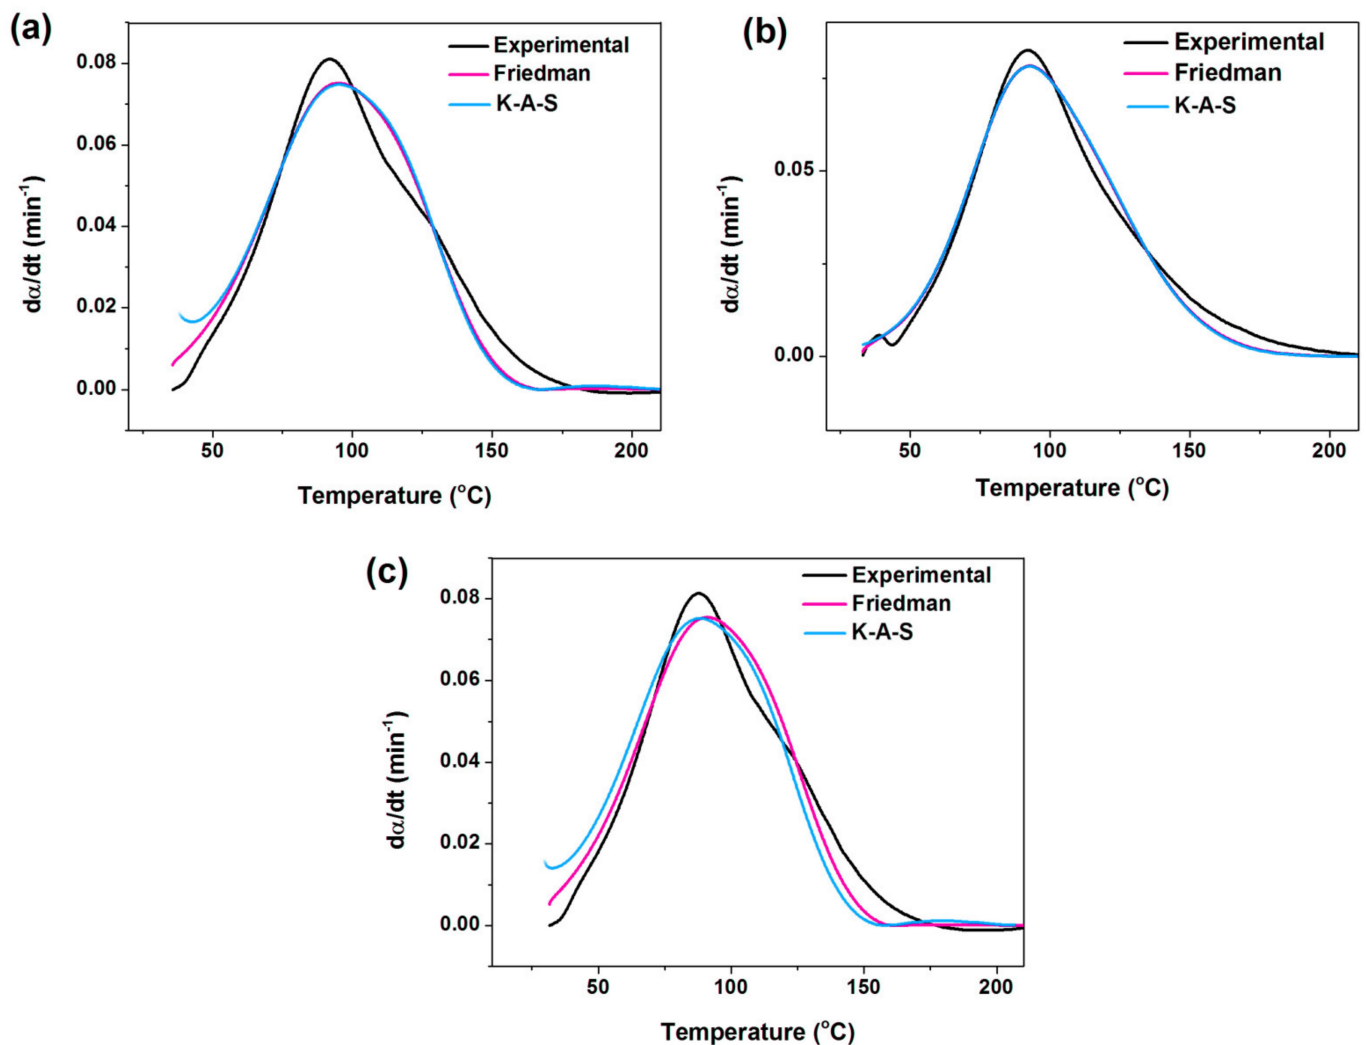 (a)
Experimental
Friedman
K-A-S
0.08
0.06
0.04
0.02
0.00
dα/dt (min⁻¹)
50
100
150
200
Temperature (°C)
(b)
Experimental
Friedman
K-A-S
0.05
0.00
dα/dt (min⁻¹)
50
100
150
200
Temperature (°C)
(c)
Experimental
Friedman
K-A-S
0.08
0.06
0.04
0.02
0.00
dα/dt (min⁻¹)
50
100
150
200
Temperature (°C)